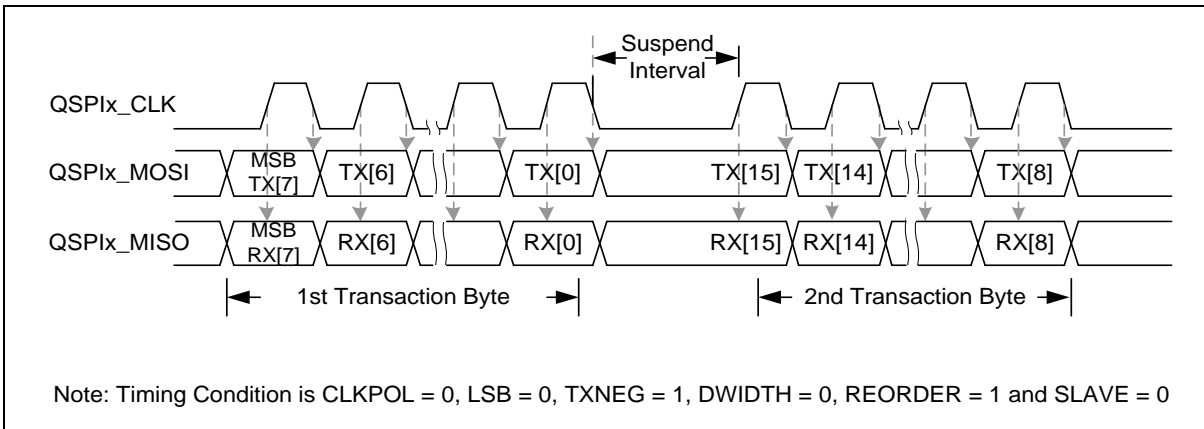 Suspend
Interval
QSPIx_CLK
QSPIx_MOSI MSB TX[7] TX[6] TX[0] TX[15] TX[14] TX[8]
QSPIx_MISO MSB RX[7] RX[6] RX[0] RX[15] RX[14] RX[8]
1st Transaction Byte 2nd Transaction Byte
Note: Timing Condition is CLKPOL = 0, LSB = 0, TXNEG = 1, DWIDTH = 0, REORDER = 1 and SLAVE = 0